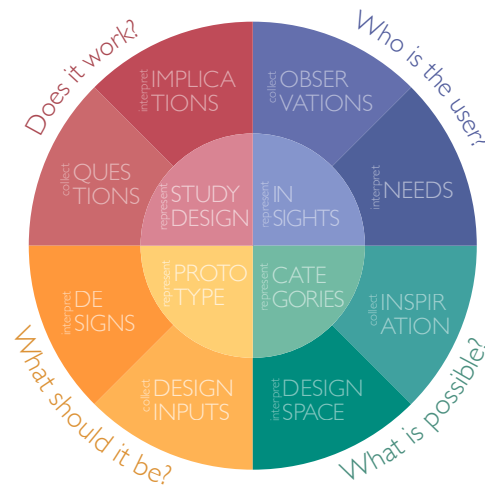 Does it work?
Who is the user?
interpret
IMPLICA
TIONS
collect
OBSER
VATIONS
collect
QUES
TIONS
represent
STUDY
DESIGN
represent
IN
SIGHTS
interpret
NEEDS
interpret
DE
SIGNS
represent
PROTO
TYPE
represent
CATE
GORIES
collect
INSPIR
ATION
collect
DESIGN
INPUTS
interpret
DESIGN
SPACE
What should it be?
What is possible?